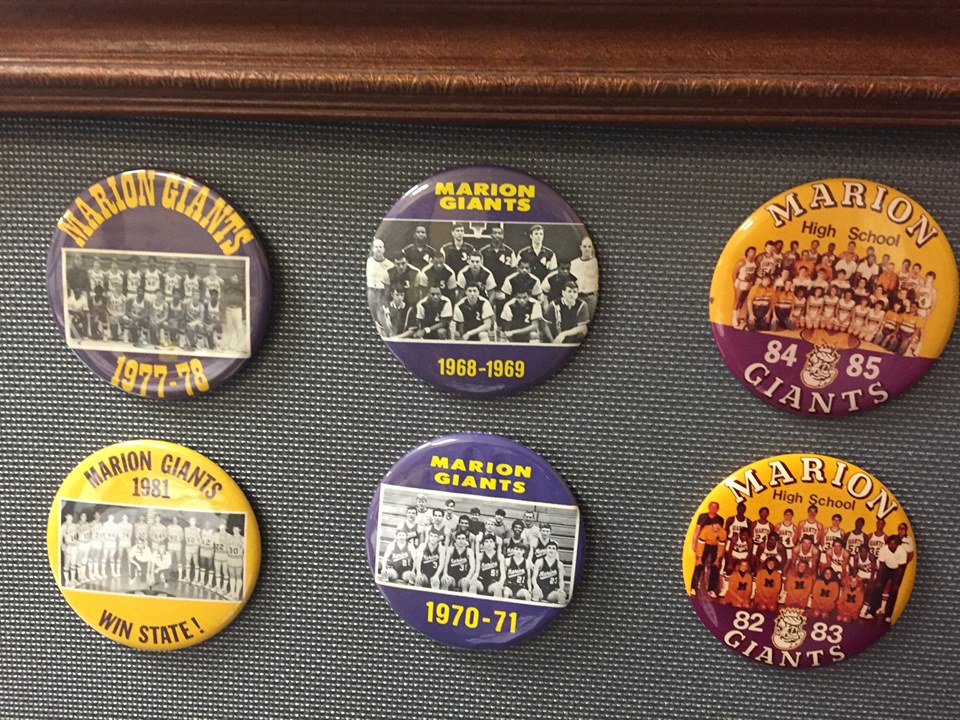 MARION GIANTS
1977-78
MARION
GIANTS
1968-1969
MARION
High School
84 85
GIANTS
MARION GIANTS
1981
WIN STATE!
MARION
GIANTS
1970-71
MARION
High School
82 83
GIANTS